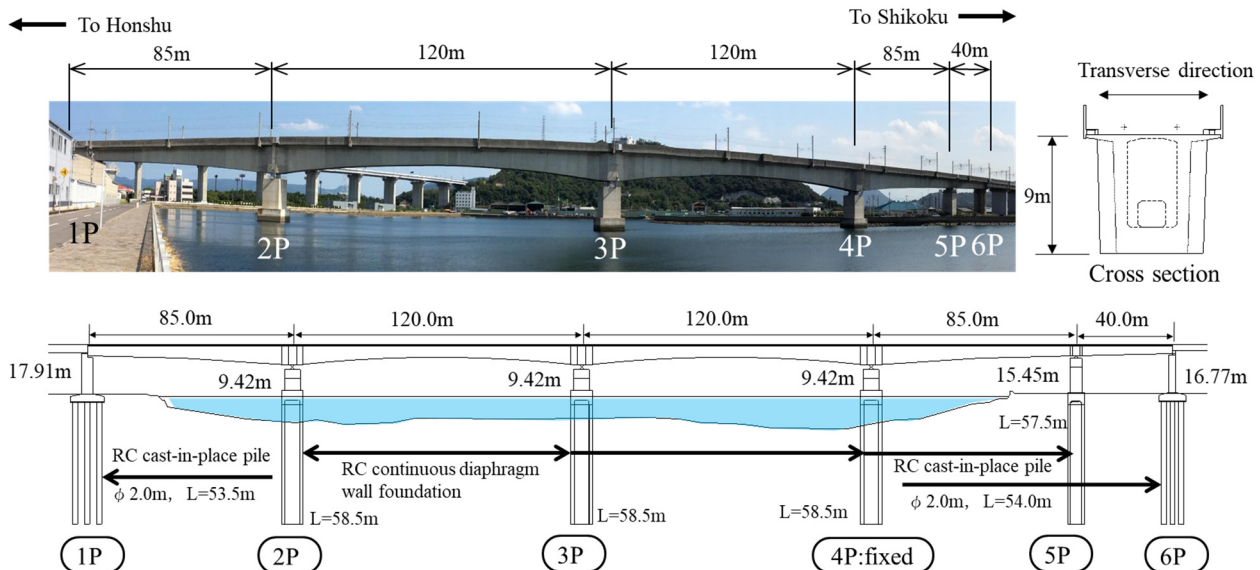 To Honshu
To Shikoku
85m
120m
120m
85m
40m
Transverse direction
9m
1P
2P
3P
4P
5P
6P
Cross section
85.0m
120.0m
120.0m
85.0m
40.0m
17.91m
9.42m
9.42m
9.42m
15.45m
16.77m
L=57.5m
RC cast-in-place pile
φ 2.0m, L=53.5m
RC continuous diaphragm
wall foundation
RC cast-in-place pile
φ 2.0m, L=54.0m
L=58.5m
L=58.5m
L=58.5m
1P
2P
3P
4P:fixed
5P
6P